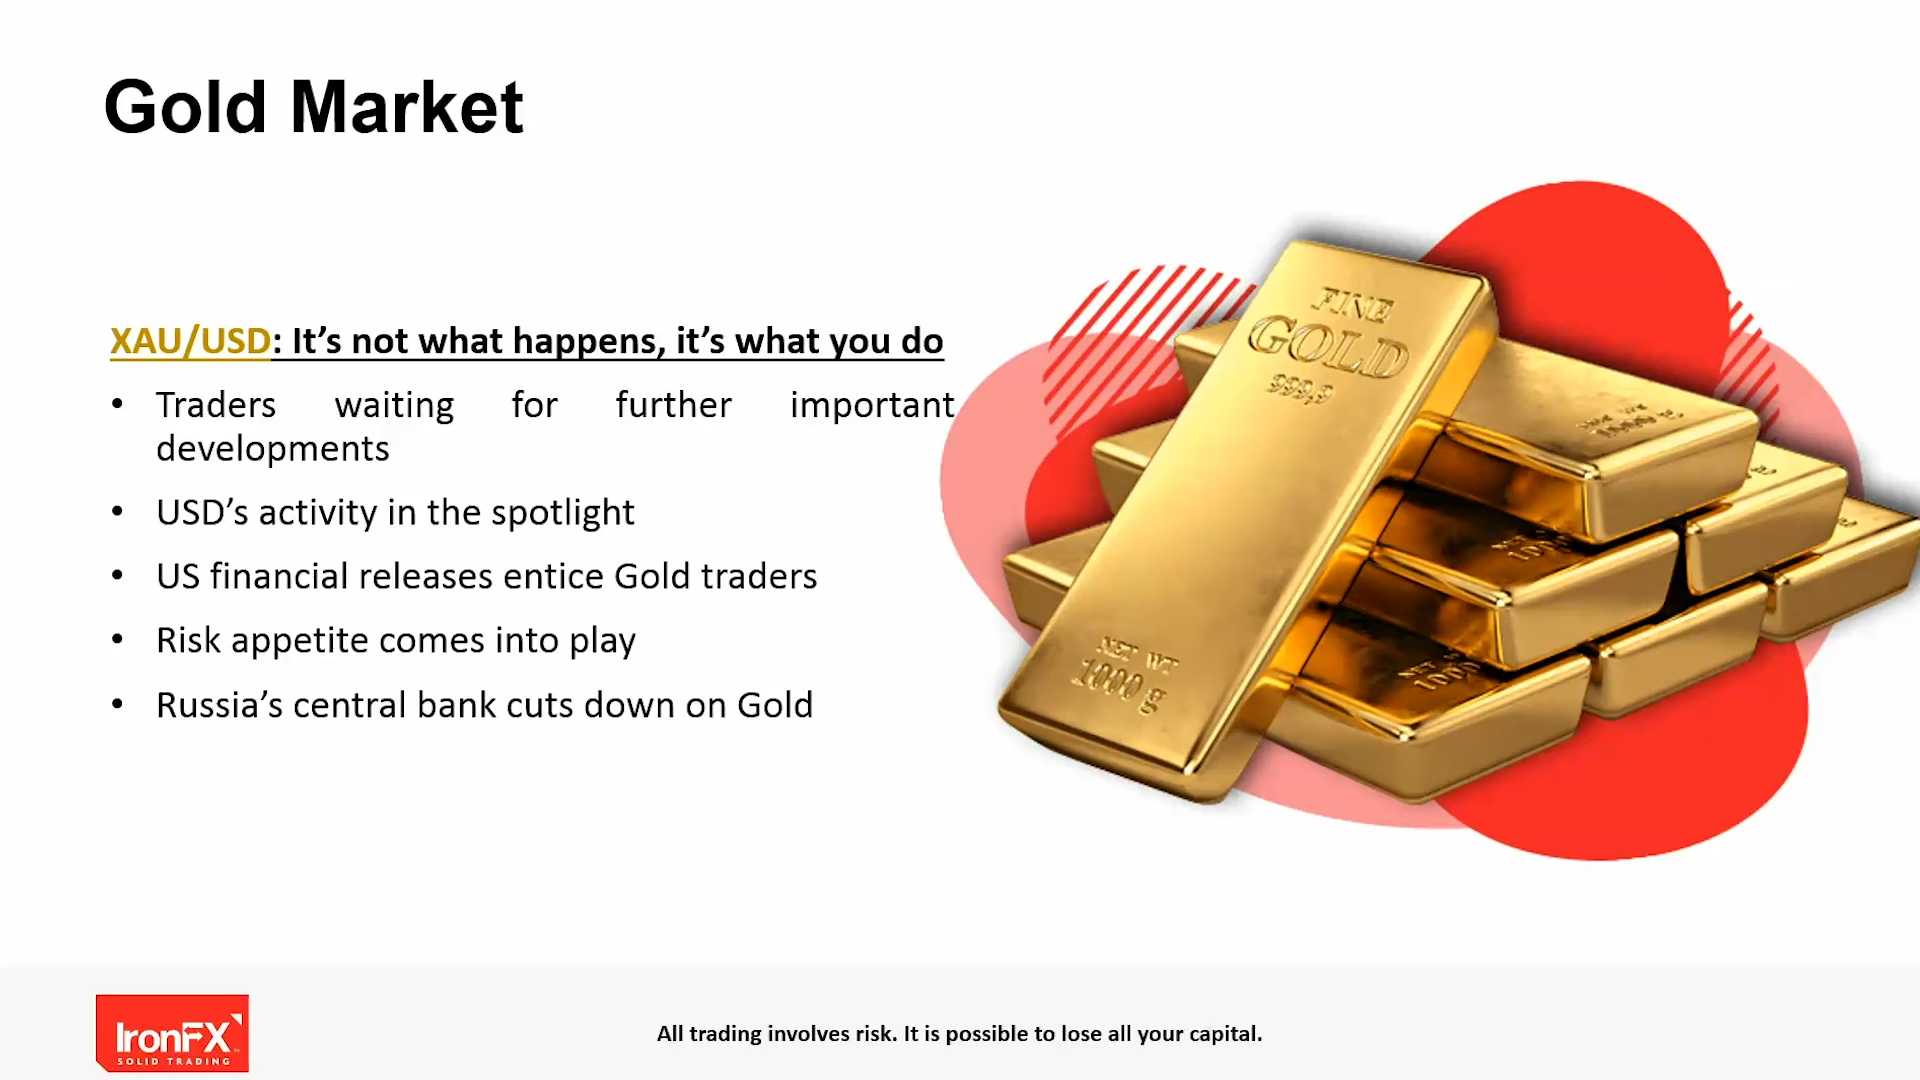 Gold Market
XAU/USD: It’s not what happens, it’s what you do
• Traders waiting for further important
developments
• USD’s activity in the spotlight
• US financial releases entice Gold traders
• Risk appetite comes into play
• Russia’s central bank cuts down on Gold
FINE
GOLD
999,9
NET WT
1000 g
IronFX
SOLID TRADING
All trading involves risk. It is possible to lose all your capital.